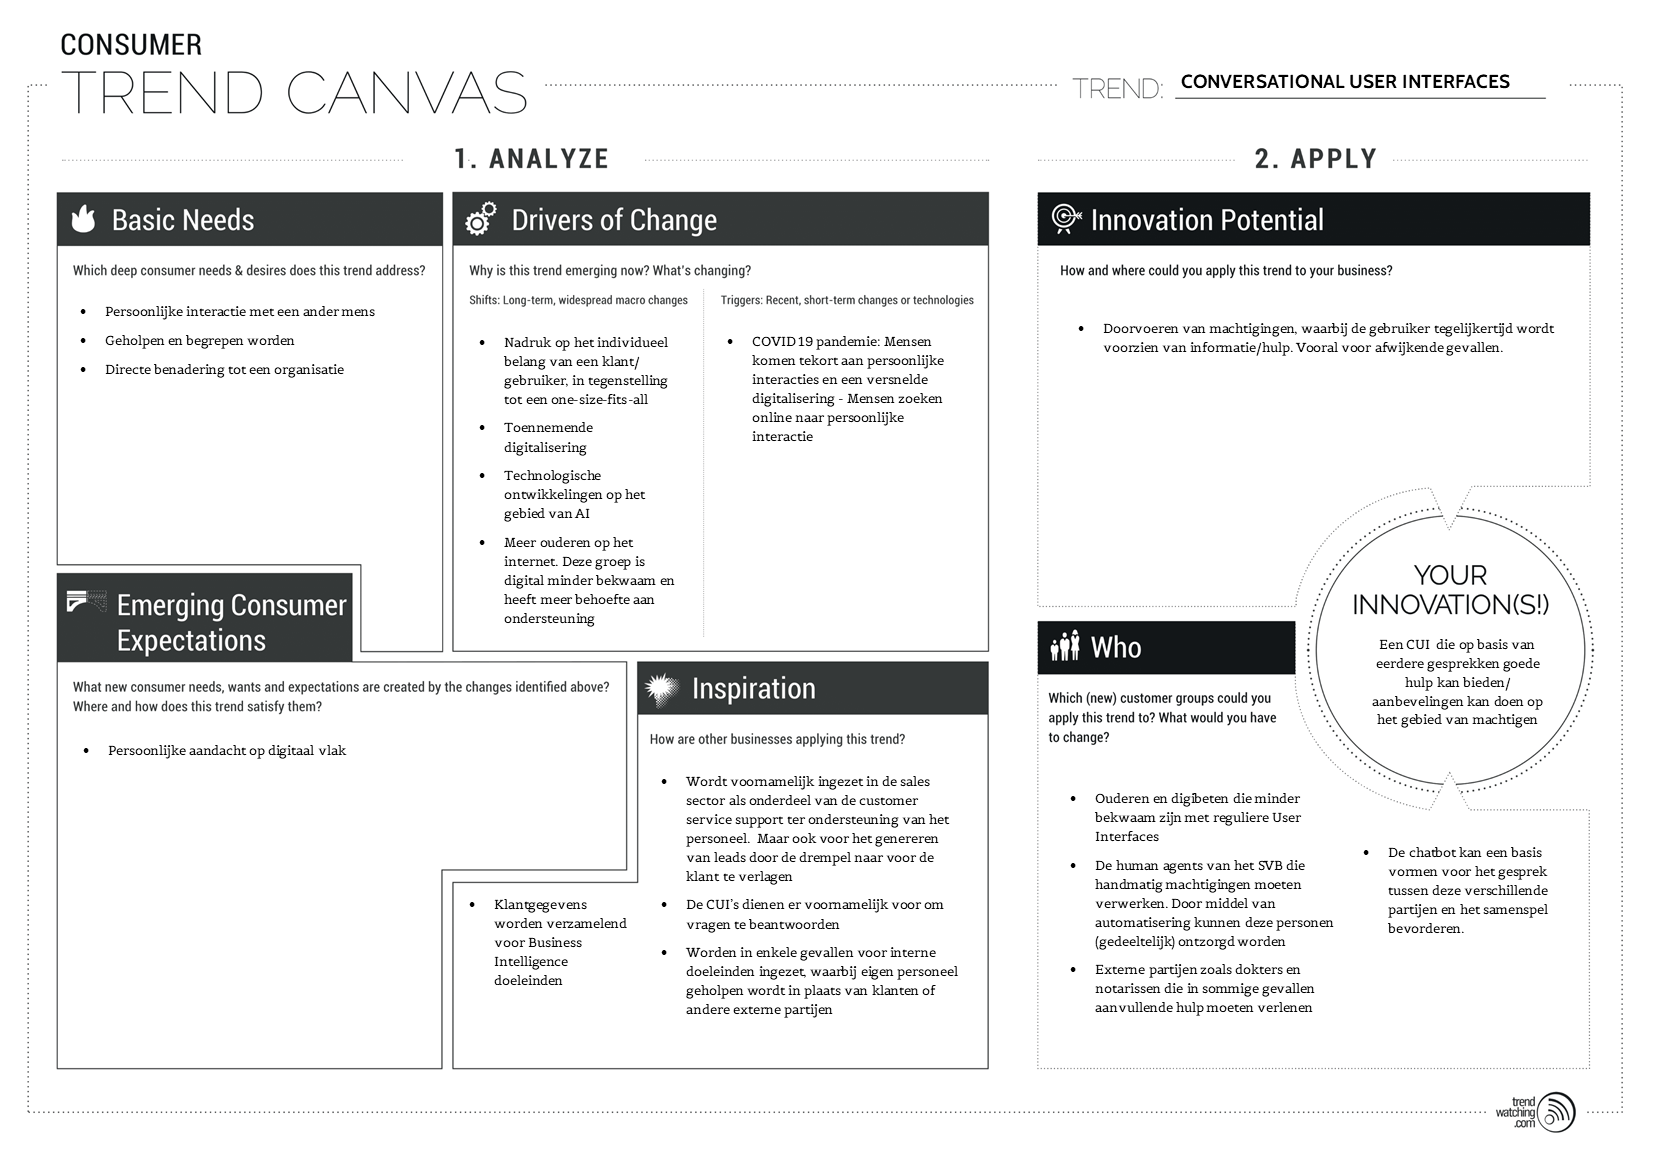 CONSUMER
TREND CANVAS
TREND: CONVERSATIONAL USER INTERFACES
1. ANALYZE
2. APPLY
Basic Needs
Which deep consumer needs & desires does this trend address?
• Persoonlijke interactie met een ander mens
• Geholpen en begrepen worden
• Directe benadering tot een organisatie
Drivers of Change
Why is this trend emerging now? What's changing?
Shifts: Long-term, widespread macro changes
• Nadruk op het individueel
belang van een klant/
gebruiker, in tegenstelling
tot een one-size-fits-all
• Toennemende
digitalisering
• Technologische
ontwikkelingen op het
gebied van AI
• Meer ouderen op het
internet. Deze groep is
digital minder bekwaam en
heeft meer behoefte aan
ondersteuning
Triggers: Recent, short-term changes or technologies
• COVID19 pandemie: Mensen
komen tekort aan persoonlijke
interacties en een versnelde
digitalisering - Mensen zoeken
online naar persoonlijke
interactie
Emerging Consumer
Expectations
What new consumer needs, wants and expectations are created by the changes identified above?
Where and how does this trend satisfy them?
• Persoonlijke aandacht op digitaal vlak
Inspiration
How are other businesses applying this trend?
• Wordt voornamelijk ingezet in de sales
sector als onderdeel van de customer
service support ter ondersteuning van het
personeel. Maar ook voor het genereren
van leads door de drempel naar voor de
klant te verlagen
• De CUI's dienen er voornamelijk voor om
vragen te beantwoorden
• Worden in enkele gevallen voor interne
doeleinden ingezet, waarbij eigen personeel
geholpen wordt in plaats van klanten of
andere externe partijen
• Klantgegevens
worden verzamelend
voor Business
Intelligence
doeleinden
Innovation Potential
How and where could you apply this trend to your business?
• Doorvoeren van machtigingen, waarbij de gebruiker tegelijkertijd wordt
voorzien van informatie/hulp. Vooral voor afwijkende gevallen.
YOUR
INNOVATION(S!)
Een CUI die op basis van
eerdere gesprekken goede
hulp kan bieden/
aanbevelingen kan doen op
het gebied van machtigen
Who
Which (new) customer groups could you
apply this trend to? What would you have
to change?
• Ouderen en digibeten die minder
bekwaam zijn met reguliere User
Interfaces
• De human agents van het SVB die
handmatig machtigingen moeten
verwerken. Door middel van
automatisering kunnen deze personen
(gedeeltelijk) ontzorgd worden
• Externe partijen zoals dokters en
notarissen die in sommige gevallen
aanvullende hulp moeten verlenen
• De chatbot kan een basis
vormen voor het gesprek
tussen deze verschillende
partijen en het samenspel
bevorderen.
trend
watching
.com